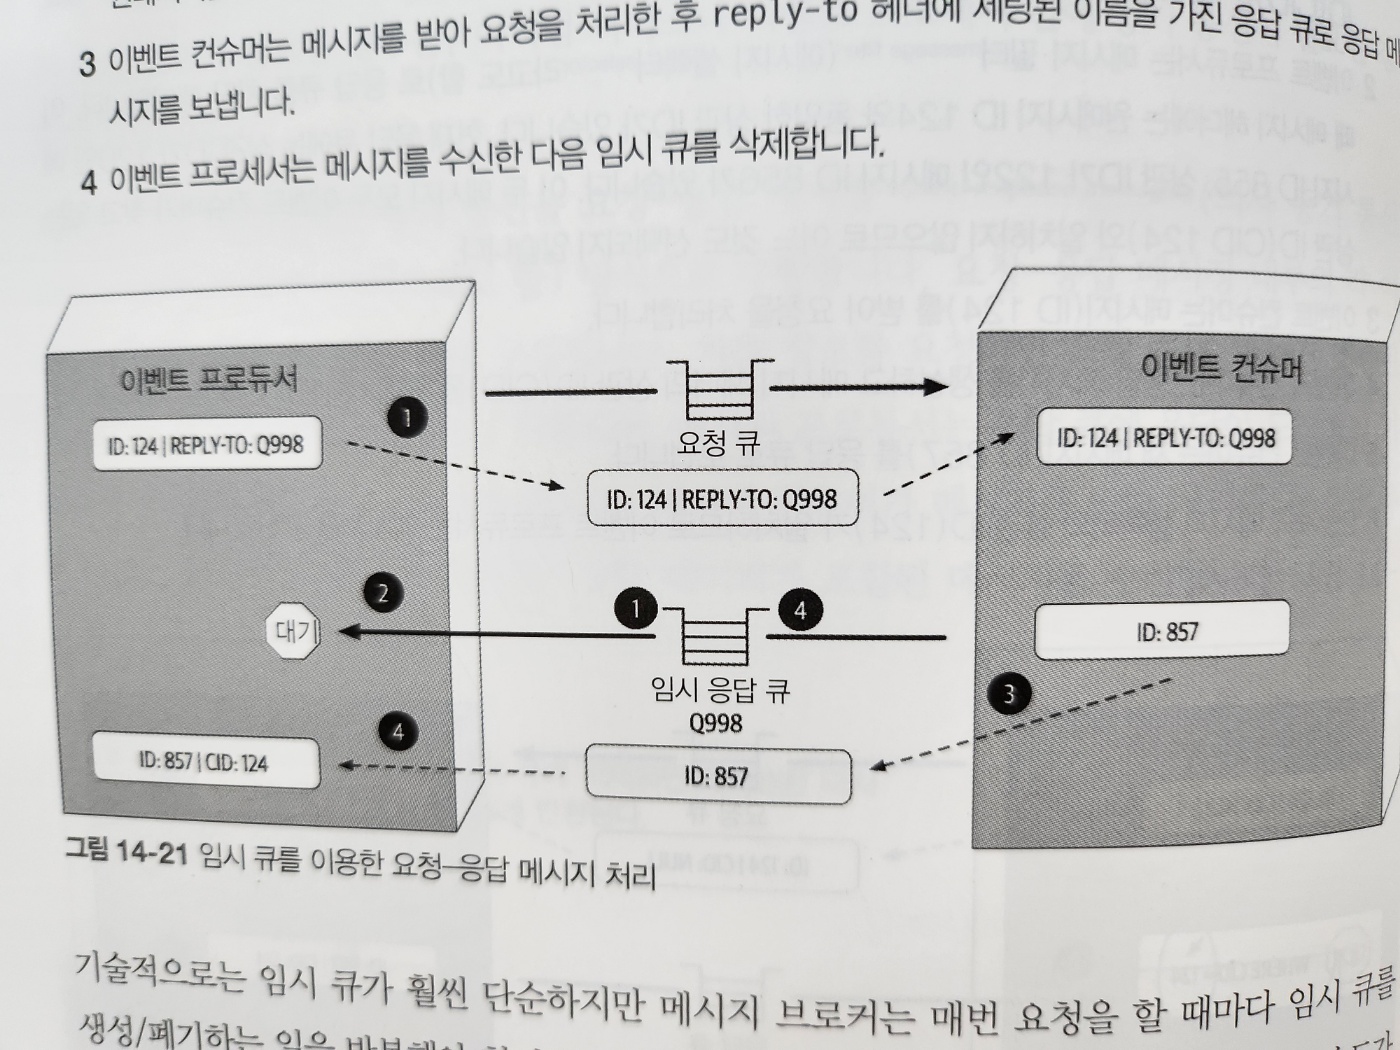 3 이벤트 컨슈머는 메시지를 받아 요청을 처리한 후 reply-to 헤더에 세팅된 이름을 가진 응답 큐로 응답 메
시지를 보냅니다.
4 이벤트 프로세서는 메시지를 수신한 다음 임시 큐를 삭제합니다.
이벤트 프로듀서
이벤트 컨슈머
1
ID: 124 | REPLY-TO: Q998
요청 큐
ID: 124 | REPLY-TO: Q998
ID: 124 | REPLY-TO: Q998
2
대기
1
4
임시 응답 큐
Q998
ID: 857
3
4
ID: 857 | CID: 124
ID: 857
그림 14-21 임시 큐를 이용한 요청–응답 메시지 처리
기술적으로는 임시 큐가 훨씬 단순하지만 메시지 브로커는 매번 요청을 할 때마다 임시 큐를
생성/폐기하는 일을